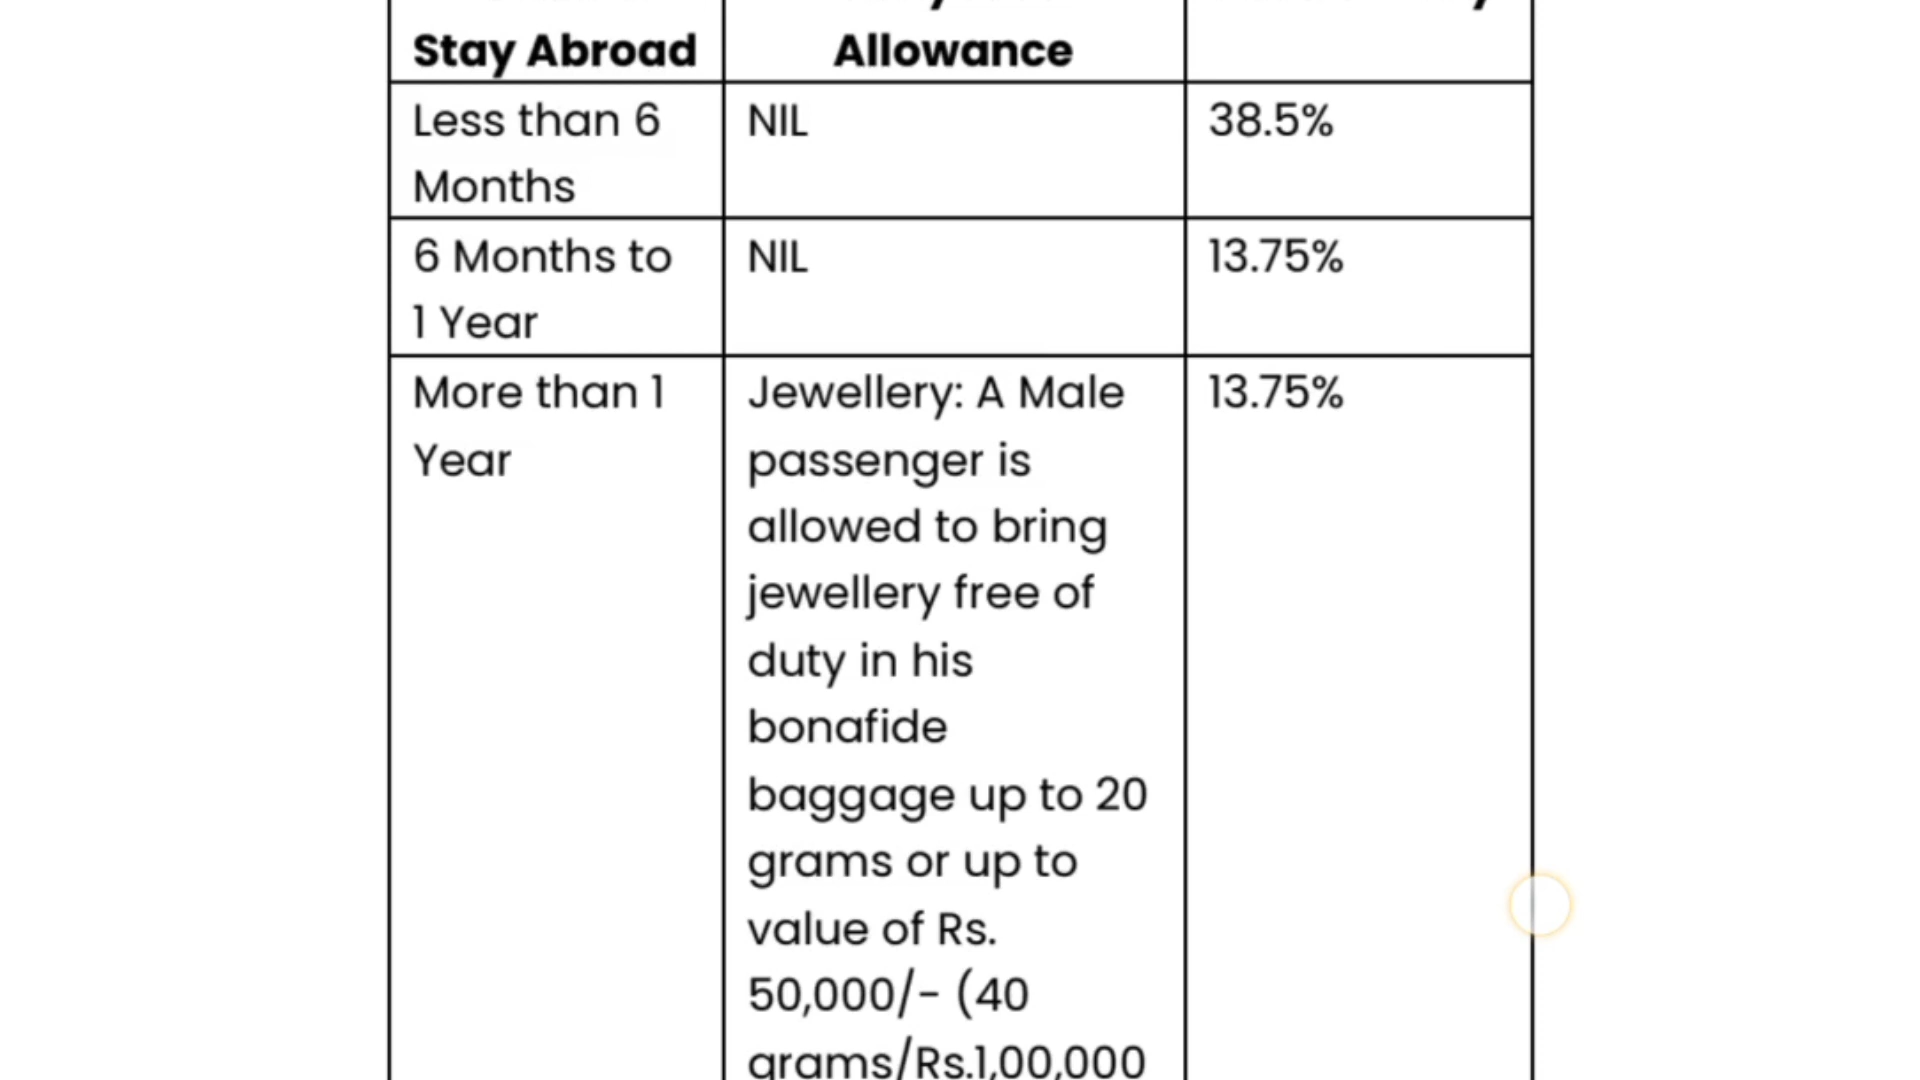 Stay Abroad
Allowance
Less than 6
Months
NIL
38.5%
6 Months to
1 Year
NIL
13.75%
More than 1
Year
Jewellery: A Male
passenger is
allowed to bring
jewellery free of
duty in his
bonafide
baggage up to 20
grams or up to
value of Rs.
50,000/- (40
grams/Rs.1,00,000
13.75%